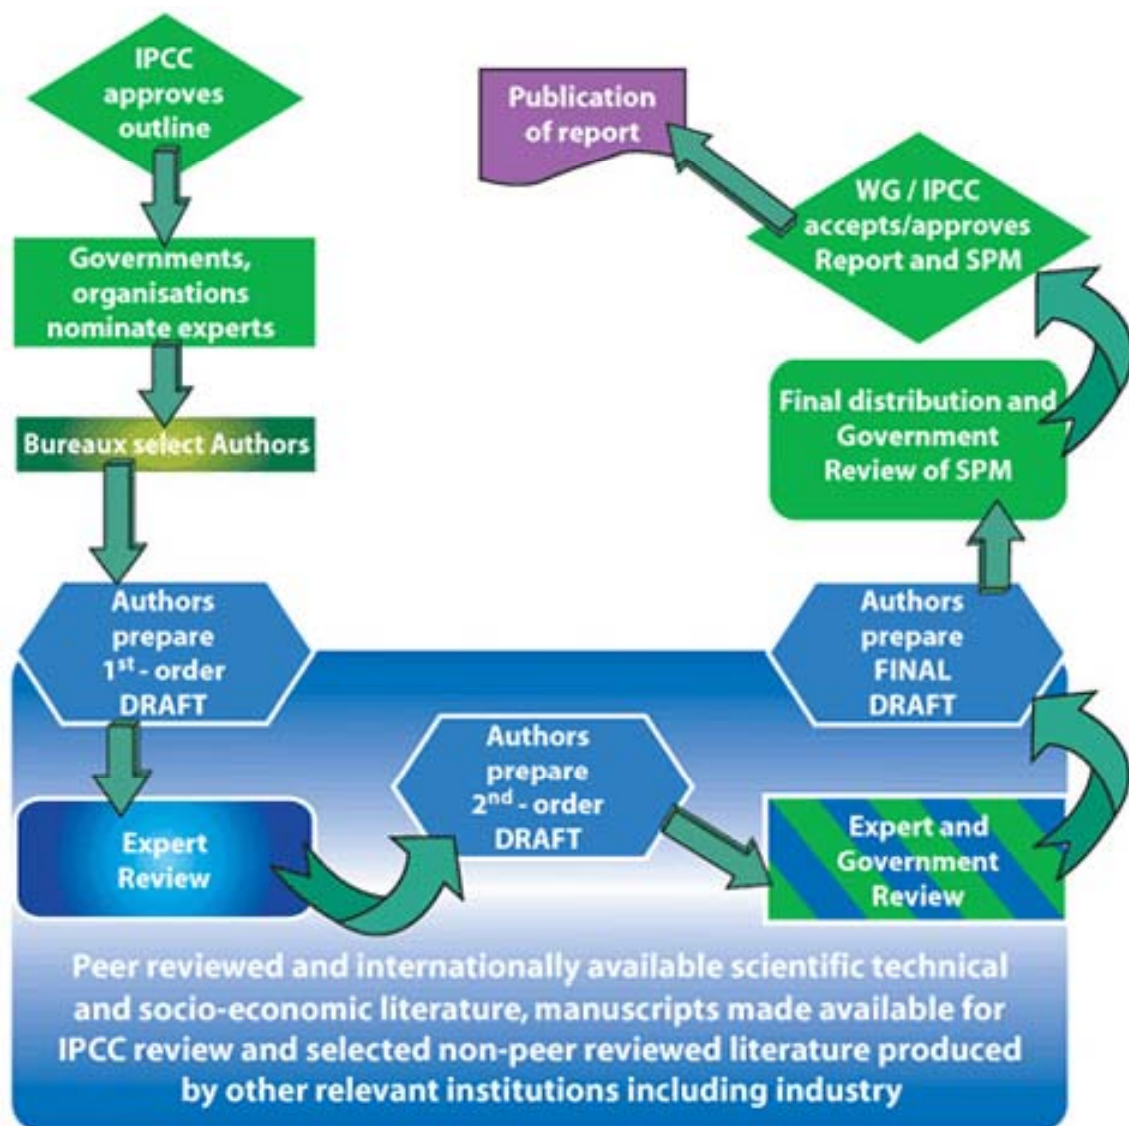 IPCC
approves
outline
Governments,
organisations
nominate experts
Bureaux select Authors
Authors
prepare
1st - order
DRAFT
Expert
Review
Authors
prepare
2nd - order
DRAFT
Expert and
Government
Review
Authors
prepare
FINAL
DRAFT
Final distribution and
Government
Review of SPM
WG / IPCC
accepts/approves
Report and SPM
Publication
of report
Peer reviewed and internationally available scientific technical
and socio-economic literature, manuscripts made available for
IPCC review and selected non-peer reviewed literature produced
by other relevant institutions including industry